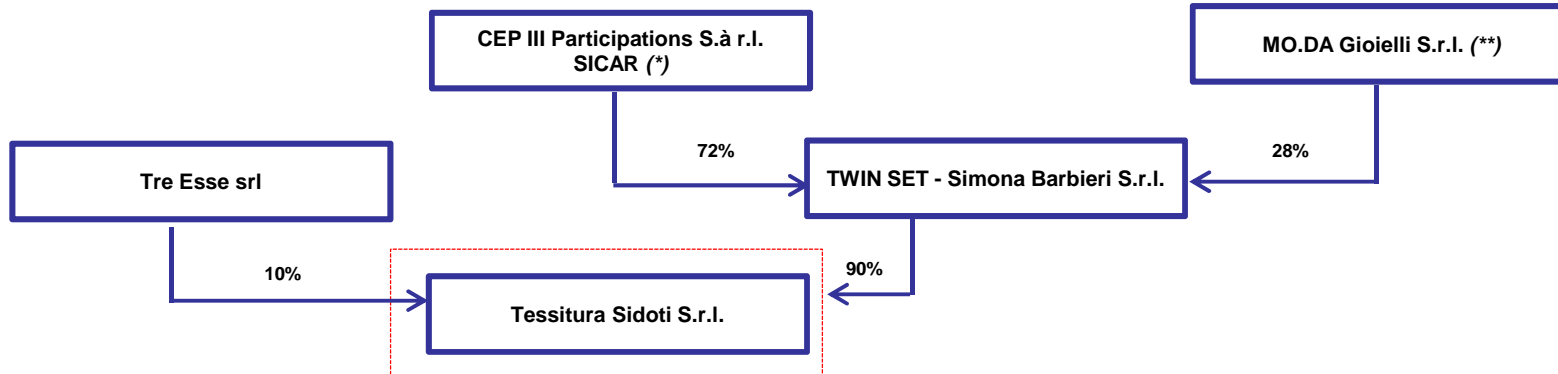 CEP III Participations S.à r.l.
SICAR (*)
MO.DA Gioielli S.r.l. (**)
72%
28%
Tre Esse srl
TWIN SET - Simona Barbieri S.r.l.
10%
90%
Tessitura Sidoti S.r.l.